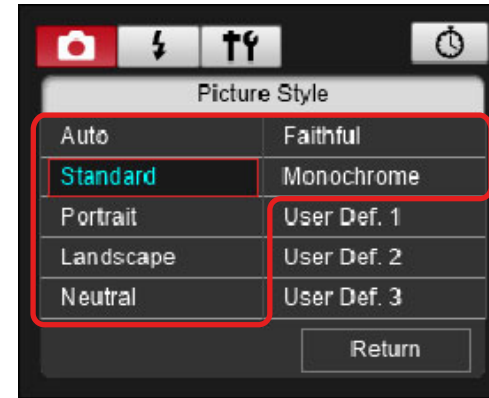 Picture Style
Auto
Faithful
Standard
Monochrome
Portrait
User Def. 1
Landscape
User Def. 2
Neutral
User Def. 3
Return